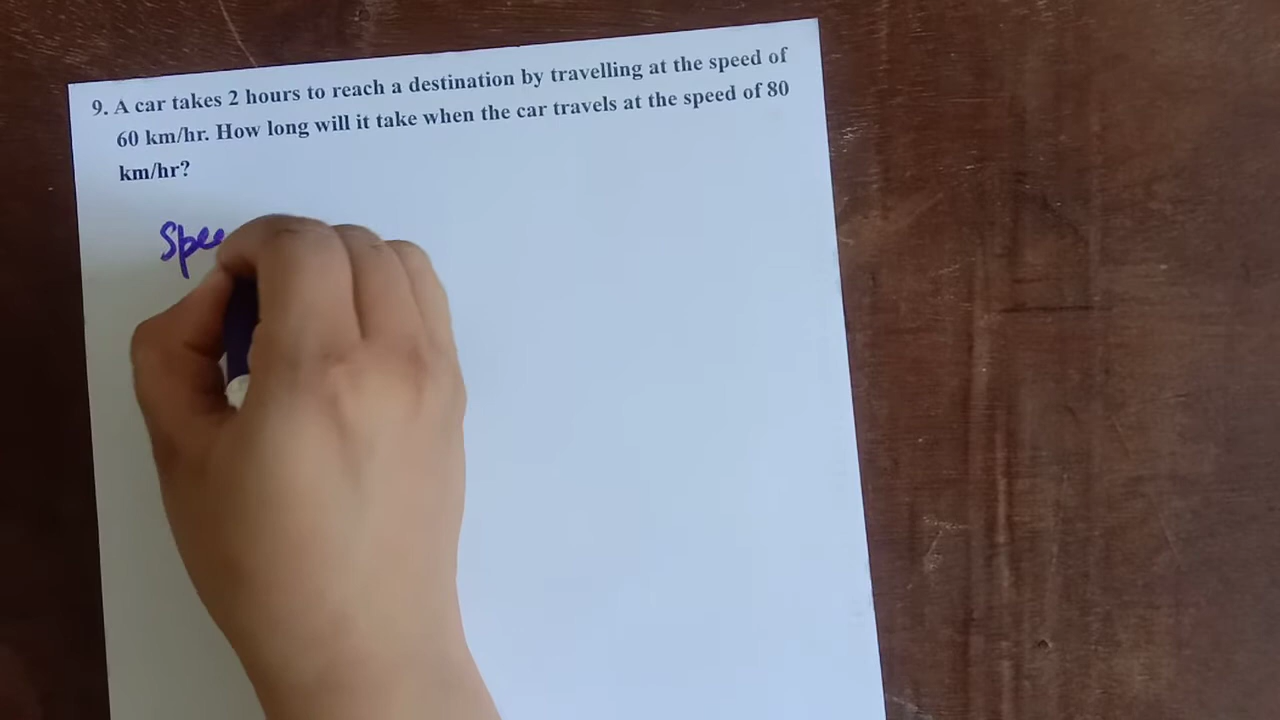 9. A car takes 2 hours to reach a destination by travelling at the speed of
60 km/hr. How long will it take when the car travels at the speed of 80
km/hr?
Spee